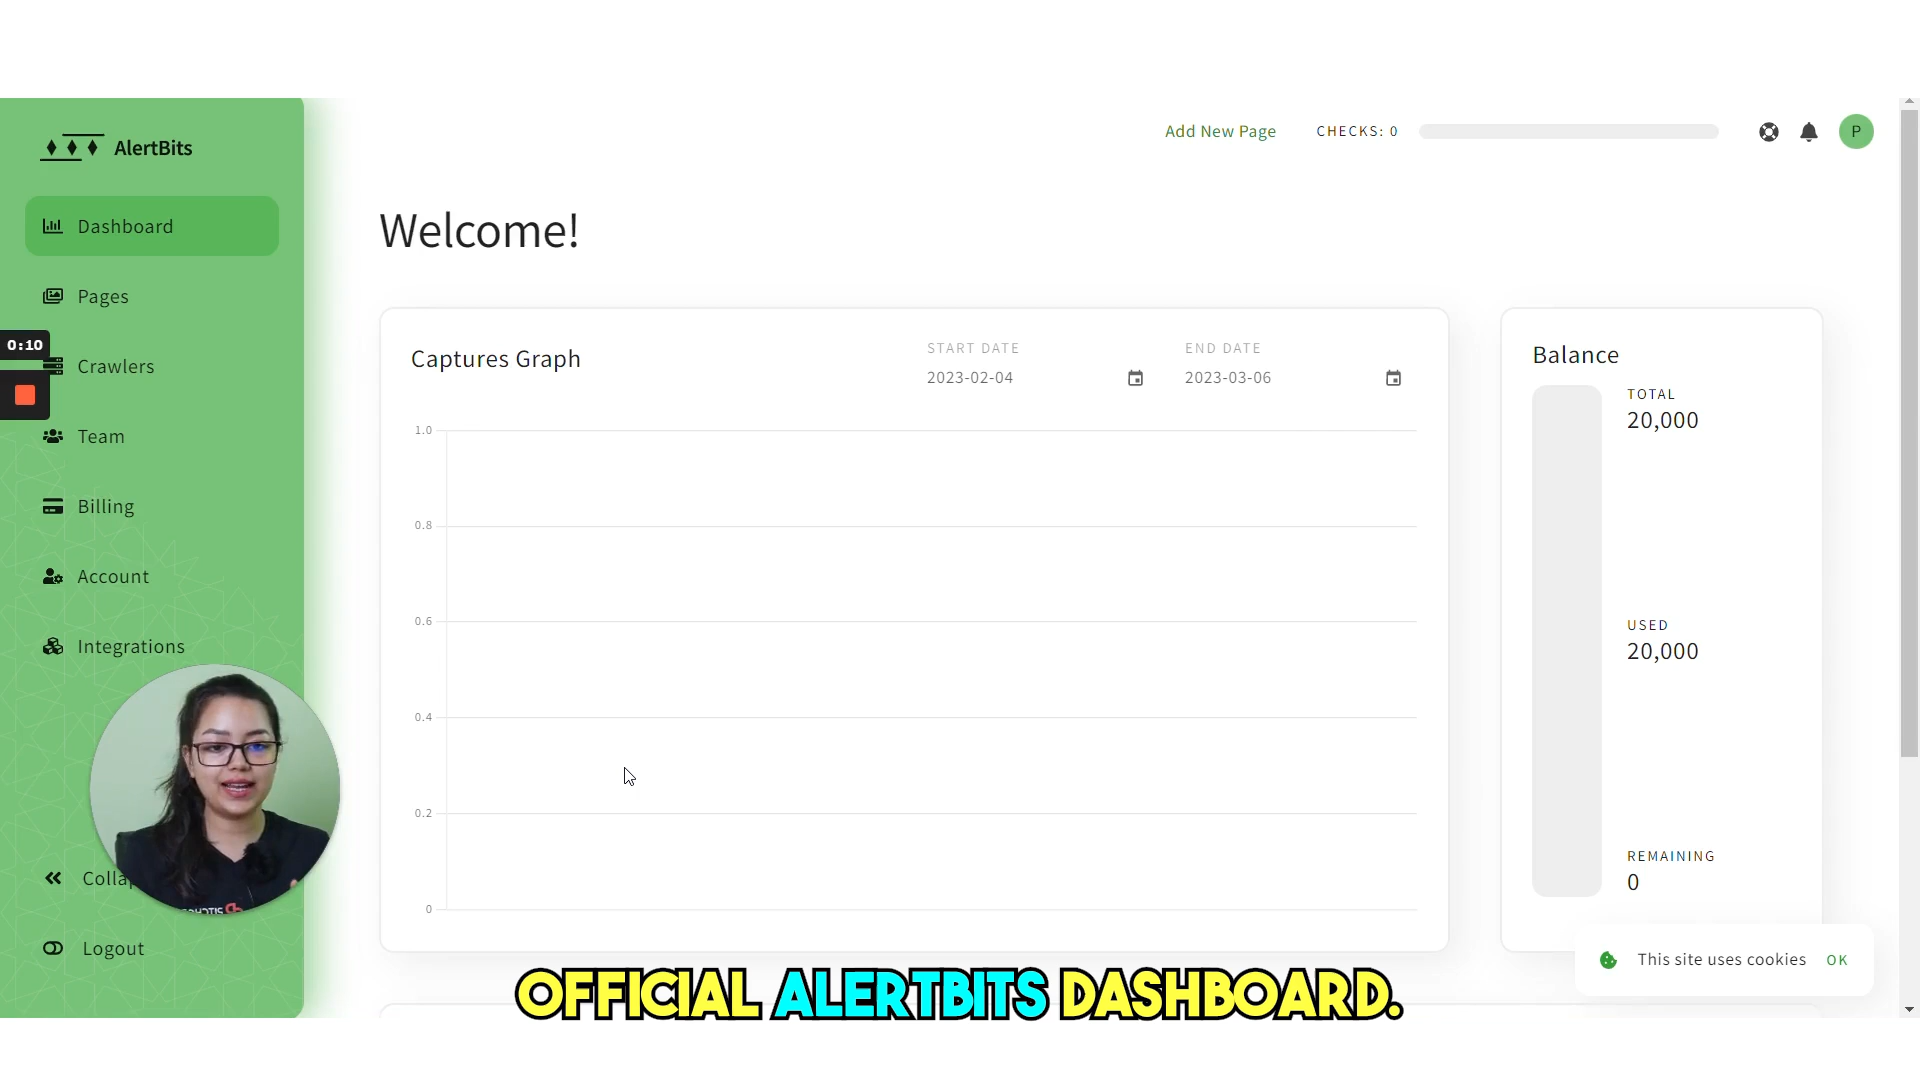 AlertBits
Add New Page
CHECKS: 0
P
Dashboard
Pages
0:10
Crawlers
Team
Billing
Account
Integrations
Colla
Logout
Welcome!
Captures Graph
START DATE
2023-02-04
END DATE
2023-03-06
1.0
0.8
0.6
0.4
0.2
0
Balance
TOTAL
20,000
USED
20,000
REMAINING
0
This site uses cookies OK
OFFICIAL ALERTBITS DASHBOARD.